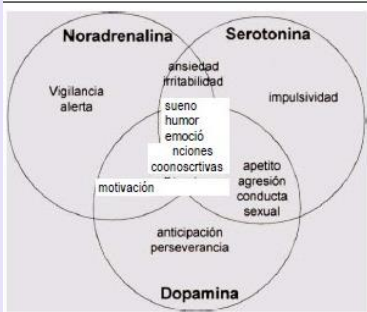 Noradrenalina
Serotonina
ansiedad
irritabilidad
Vigilancia
alerta
impulsividad
sueno
humor
emoció
nciones
coonoscrtivas
motivación
apetito
agresión
conducta
sexual
anticipación
perseverancia
Dopamina